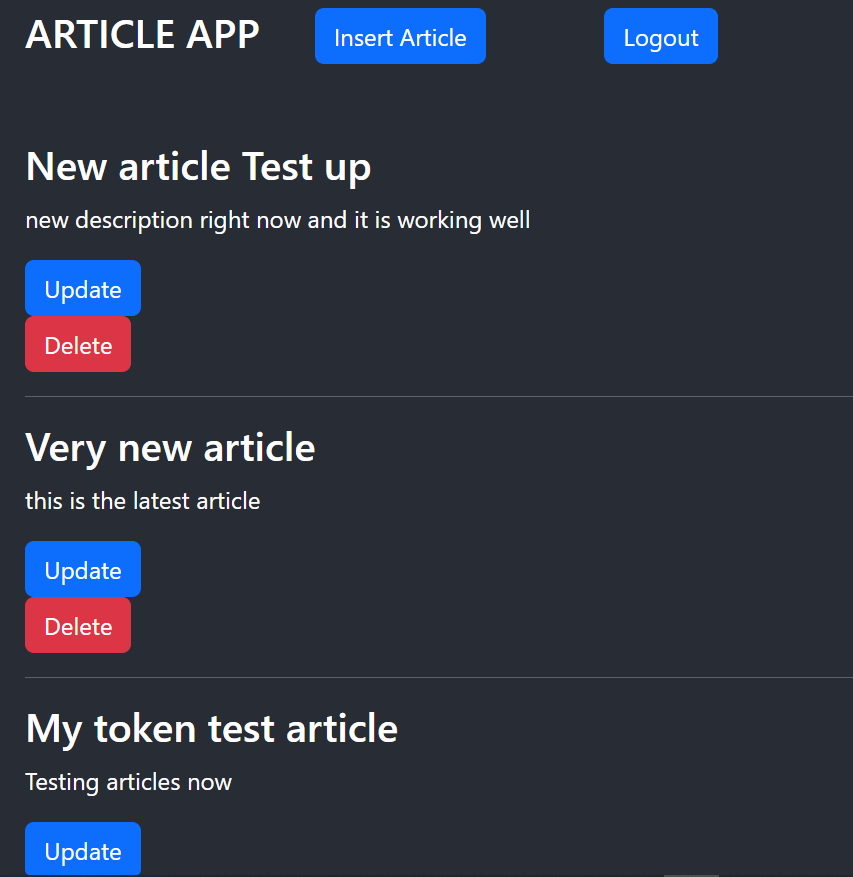 ARTICLE APP Insert Article Logout
New article Test up
new description right now and it is working well
Update
Delete
Very new article
this is the latest article
Update
Delete
My token test article
Testing articles now
Update